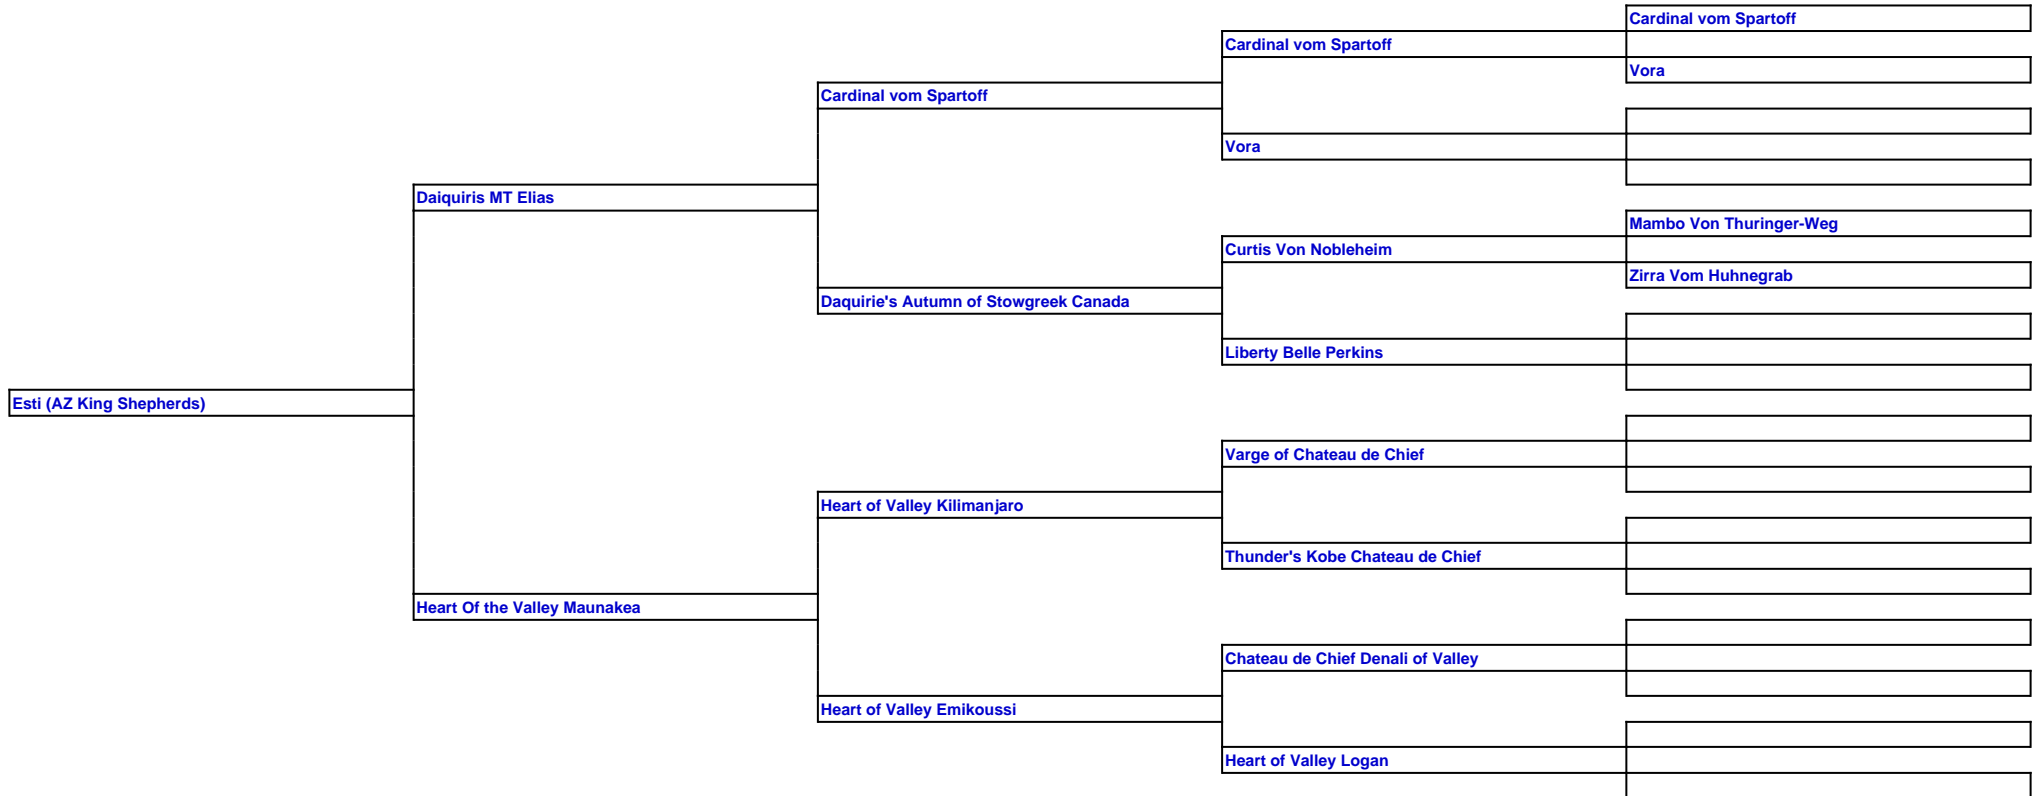 Cardinal vom Spartoff
Cardinal vom Spartoff
Vora
Cardinal vom Spartoff
Vora
Daiquiris MT Elias
Mambo Von Thuringer-Weg
Curtis Von Nobleheim
Zirra Vom Huhnegrab
Daquirie's Autumn of Stowgreek Canada
Liberty Belle Perkins
Esti (AZ King Shepherds)
Varge of Chateau de Chief
Heart of Valley Kilimanjaro
Thunder's Kobe Chateau de Chief
Heart Of the Valley Maunakea
Chateau de Chief Denali of Valley
Heart of Valley Emikoussi
Heart of Valley Logan